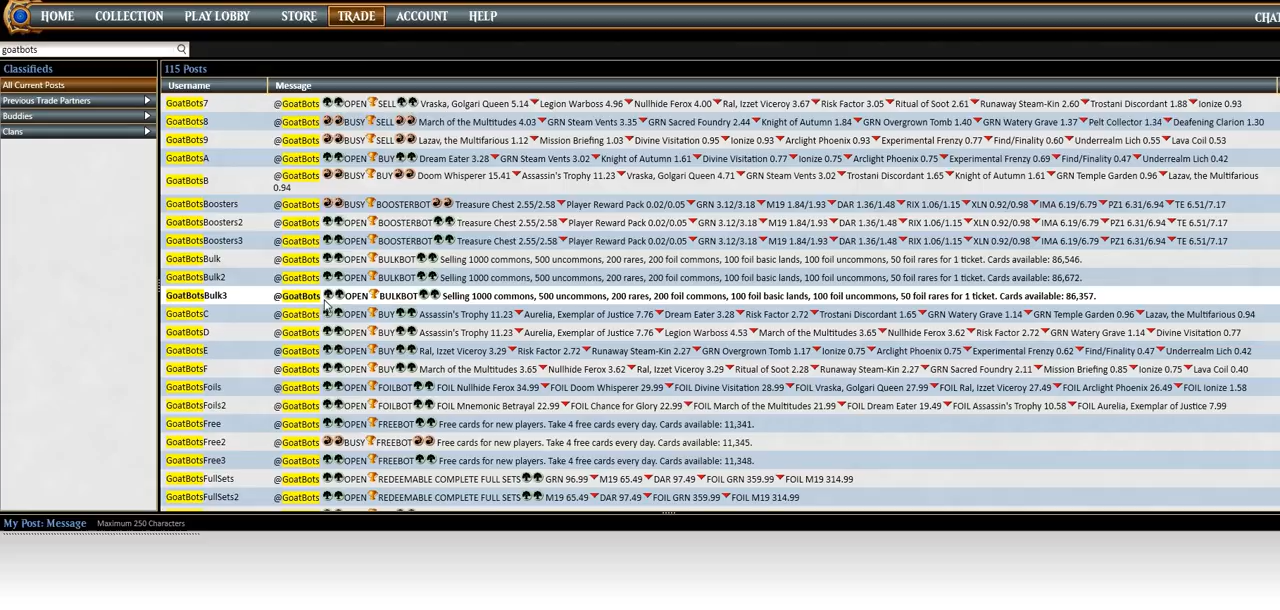 HOME COLLECTION PLAY LOBBY STORE TRADE ACCOUNT HELP CHAT
goatbots
Classifieds 115 Posts
All Current Posts Username Message
Previous Trade Partners
Buddies
Clans
GoatBots7 @GoatBots OPEN SELL Vraska, Golgari Queen 5.14 Legion Warboss 4.96 Nullhide Ferox 4.00 Ral, Izzet Viceroy 3.67 Risk Factor 3.05 Ritual of Soot 2.61 Runaway Steam-Kin 2.60 Trostani Discordant 1.88 Ionize 0.93
GoatBots8 @GoatBots BUSY SELL March of the Multitudes 4.03 GRN Steam Vents 3.35 GRN Sacred Foundry 2.44 Knight of Autumn 1.84 GRN Overgrown Tomb 1.40 GRN Watery Grave 1.37 Pelt Collector 1.34 Deafening Clarion 1.30
GoatBots9 @GoatBots BUSY SELL Lazav, the Multifarious 1.12 Mission Briefing 1.03 Divine Visitation 0.95 Ionize 0.93 Arclight Phoenix 0.93 Experimental Frenzy 0.77 Find/Finality 0.60 Underrealm Lich 0.55 Lava Coil 0.53
GoatBotsA @GoatBots OPEN BUY Dream Eater 3.28 GRN Steam Vents 3.02 Knight of Autumn 1.61 Divine Visitation 0.77 Ionize 0.75 Arclight Phoenix 0.75 Experimental Frenzy 0.69 Find/Finality 0.47 Underrealm Lich 0.42
GoatBotsB @GoatBots BUSY BUY Doom Whisperer 15.41 Assassin's Trophy 11.23 Vraska, Golgari Queen 4.71 GRN Steam Vents 3.02 Trostani Discordant 1.65 Knight of Autumn 1.61 GRN Temple Garden 0.96 Lazav, the Multifarious
0.94
GoatBotsBoosters @GoatBots BUSY BOOSTERBOT Treasure Chest 2.55/2.58 Player Reward Pack 0.02/0.05 GRN 3.12/3.18 M19 1.84/1.93 DAR 1.36/1.48 RIX 1.06/1.15 XLN 0.92/0.98 IMA 6.19/6.79 PZ1 6.31/6.94 TE 6.51/7.17
GoatBotsBoosters2 @GoatBots OPEN BOOSTERBOT Treasure Chest 2.55/2.58 Player Reward Pack 0.02/0.05 GRN 3.12/3.18 M19 1.84/1.93 DAR 1.36/1.48 RIX 1.06/1.15 XLN 0.92/0.98 IMA 6.19/6.79 PZ1 6.31/6.94 TE 6.51/7.17
GoatBotsBoosters3 @GoatBots OPEN BOOSTERBOT Treasure Chest 2.55/2.58 Player Reward Pack 0.02/0.05 GRN 3.12/3.18 M19 1.84/1.93 DAR 1.36/1.48 RIX 1.06/1.15 XLN 0.92/0.98 IMA 6.19/6.79 PZ1 6.31/6.94 TE 6.51/7.17
GoatBotsBulk @GoatBots OPEN BULKBOT Selling 1000 commons, 500 uncommons, 200 rares, 200 foil commons, 100 foil basic lands, 100 foil uncommons, 50 foil rares for 1 ticket. Cards available: 86,546.
GoatBotsBulk2 @GoatBots OPEN BULKBOT Selling 1000 commons, 500 uncommons, 200 rares, 200 foil commons, 100 foil basic lands, 100 foil uncommons, 50 foil rares for 1 ticket. Cards available: 86,672.
GoatBotsBulk3 @GoatBots OPEN BULKBOT Selling 1000 commons, 500 uncommons, 200 rares, 200 foil commons, 100 foil basic lands, 100 foil uncommons, 50 foil rares for 1 ticket. Cards available: 86,357.
GoatBotsC @GoatBots OPEN BUY Assassin's Trophy 11.23 Aurelia, Exemplar of Justice 7.76 Dream Eater 3.28 Risk Factor 2.72 Trostani Discordant 1.65 GRN Watery Grave 1.14 GRN Temple Garden 0.96 Lazav, the Multifarious 0.94
GoatBotsD @GoatBots OPEN BUY Assassin's Trophy 11.23 Aurelia, Exemplar of Justice 7.76 Legion Warboss 4.53 March of the Multitudes 3.65 Nullhide Ferox 3.62 Risk Factor 2.72 GRN Watery Grave 1.14 Divine Visitation 0.77
GoatBotsE @GoatBots OPEN BUY Ral, Izzet Viceroy 3.29 Risk Factor 2.72 Runaway Steam-Kin 2.27 GRN Overgrown Tomb 1.17 Ionize 0.75 Arclight Phoenix 0.75 Experimental Frenzy 0.62 Find/Finality 0.47 Underrealm Lich 0.42
GoatBotsF @GoatBots OPEN BUY March of the Multitudes 3.65 Nullhide Ferox 3.62 Ral, Izzet Viceroy 3.29 Ritual of Soot 2.28 Runaway Steam-Kin 2.27 GRN Sacred Foundry 2.11 Mission Briefing 0.85 Ionize 0.75 Lava Coil 0.40
GoatBotsFoils @GoatBots OPEN FOILBOT FOIL Nullhide Ferox 34.99 FOIL Doom Whisperer 29.99 FOIL Divine Visitation 28.99 FOIL Vraska, Golgari Queen 27.99 FOIL Ral, Izzet Viceroy 27.49 FOIL Arclight Phoenix 26.49 FOIL Ionize 1.58
GoatBotsFoils2 @GoatBots OPEN FOILBOT FOIL Mnemonic Betrayal 22.99 FOIL Chance for Glory 22.99 FOIL March of the Multitudes 21.99 FOIL Dream Eater 19.49 FOIL Assassin's Trophy 10.58 FOIL Aurelia, Exemplar of Justice 7.99
GoatBotsFree @GoatBots OPEN FREEBOT Free cards for new players. Take 4 free cards every day. Cards available: 11,341.
GoatBotsFree2 @GoatBots BUSY FREEBOT Free cards for new players. Take 4 free cards every day. Cards available: 11,345.
GoatBotsFree3 @GoatBots OPEN FREEBOT Free cards for new players. Take 4 free cards every day. Cards available: 11,348.
GoatBotsFullSets @GoatBots OPEN REDEEMABLE COMPLETE FULL SETS GRN 96.99 M19 65.49 DAR 97.49 FOIL GRN 359.99 FOIL M19 314.99
GoatBotsFullSets2 @GoatBots OPEN REDEEMABLE COMPLETE FULL SETS M19 65.49 DAR 97.49 FOIL GRN 359.99 FOIL M19 314.99
My Post: Message Maximum 250 Characters